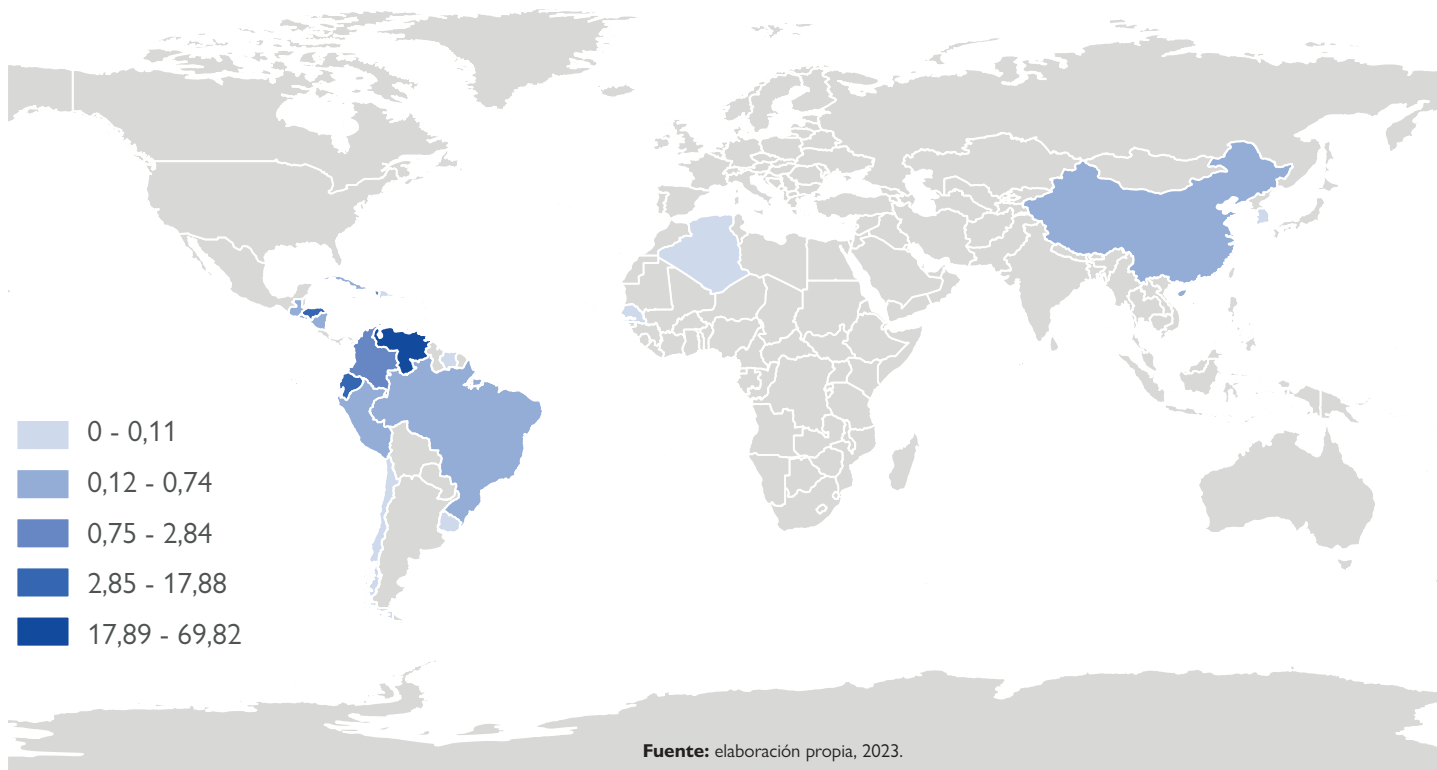 0 - 0,11
0,12 - 0,74
0,75 - 2,84
2,85 - 17,88
17,89 - 69,82
Fuente: elaboración propia, 2023.